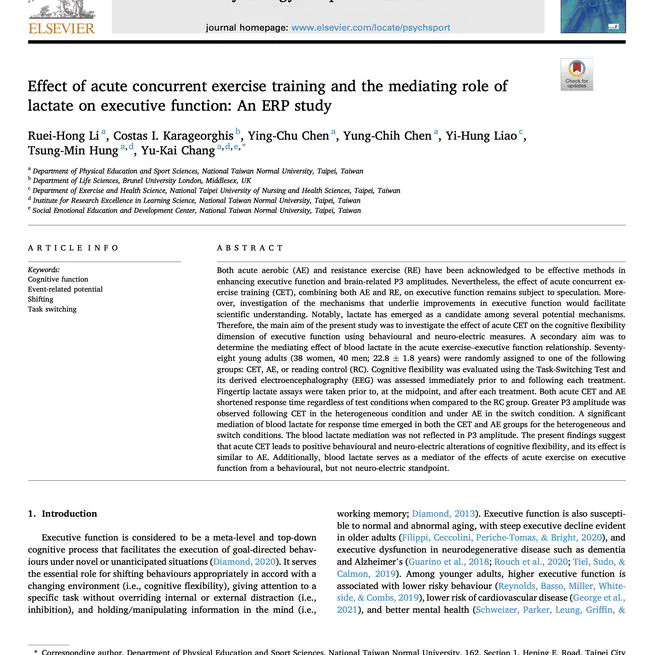 ELSEVIER
journal homepage: www.elsevier.com/locate/psychsport
Check for
updates
Effect of acute concurrent exercise training and the mediating role of
lactate on executive function: An ERP study
Ruei-Hong Li a, Costas I. Karageorghis b, Ying-Chu Chen a, Yung-Chih Chen a, Yi-Hung Liao c,
Tsung-Min Hung a,d, Yu-Kai Chang a,d,e,*
a Department of Physical Education and Sport Sciences, National Taiwan Normal University, Taipei, Taiwan
b Department of Life Sciences, Brunel University London, Middlesex, UK
c Department of Exercise and Health Science, National Taipei University of Nursing and Health Sciences, Taipei, Taiwan
d Institute for Research Excellence in Learning Science, National Taiwan Normal University, Taipei, Taiwan
e Social Emotional Education and Development Center, National Taiwan Normal University, Taipei, Taiwan
ARTICLE INFO
Keywords:
Cognitive function
Event-related potential
Shifting
Task switching
ABSTRACT
Both acute aerobic (AE) and resistance exercise (RE) have been acknowledged to be effective methods in
enhancing executive function and brain-related P3 amplitudes. Nevertheless, the effect of acute concurrent ex-
ercise training (CET), combining both AE and RE, on executive function remains subject to speculation. More-
over, investigation of the mechanisms that underlie improvements in executive function would facilitate
scientific understanding. Notably, lactate has emerged as a candidate among several potential mechanisms.
Therefore, the main aim of the present study was to investigate the effect of acute CET on the cognitive flexibility
dimension of executive function using behavioural and neuro-electric measures. A secondary aim was to
determine the mediating effect of blood lactate in the acute exercise–executive function relationship. Seventy-
eight young adults (38 women, 40 men; 22.8 ± 1.8 years) were randomly assigned to one of the following
groups: CET, AE, or reading control (RC). Cognitive flexibility was evaluated using the Task-Switching Test and
its derived electroencephalography (EEG) was assessed immediately prior to and following each treatment.
Fingertip lactate assays were taken prior to, at the midpoint, and after each treatment. Both acute CET and AE
shortened response time regardless of test conditions when compared to the RC group. Greater P3 amplitude was
observed following CET in the heterogeneous condition and under AE in the switch condition. A significant
mediation of blood lactate for response time emerged in both the CET and AE groups for the heterogeneous and
switch conditions. The blood lactate mediation was not reflected in P3 amplitude. The present findings suggest
that acute CET leads to positive behavioural and neuro-electric alterations of cognitive flexibility, and its effect is
similar to AE. Additionally, blood lactate serves as a mediator of the effects of acute exercise on executive
function from a behavioural, but not neuro-electric standpoint.
1. Introduction
Executive function is considered to be a meta-level and top-down
cognitive process that facilitates the execution of goal-directed behav-
iours under novel or unanticipated situations (Diamond, 2020). It serves
the essential role for shifting behaviours appropriately in accord with a
changing environment (i.e., cognitive flexibility), giving attention to a
specific task without overriding internal or external distraction (i.e.,
inhibition), and holding/manipulating information in the mind (i.e.,
working memory; Diamond, 2013). Executive function is also suscepti-
ble to normal and abnormal aging, with steep executive decline evident
in older adults (Filippi, Ceccolini, Periche-Tomas, & Bright, 2020), and
executive dysfunction in neurodegenerative disease such as dementia
and Alzheimer's (Guarino et al., 2018; Rouch et al., 2020; Tiel, Sudo, &
Calmon, 2019). Among younger adults, higher executive function is
associated with lower risky behaviour (Reynolds, Basso, Miller, White-
side, & Combs, 2019), lower risk of cardiovascular disease (George et al.,
2021), and better mental health (Schweizer, Parker, Leung, Griffin, &
* Corresponding author. Department of Physical Education and Sport Sciences, National Taiwan Normal University, 162, Section 1, Heping E. Road, Taipei City